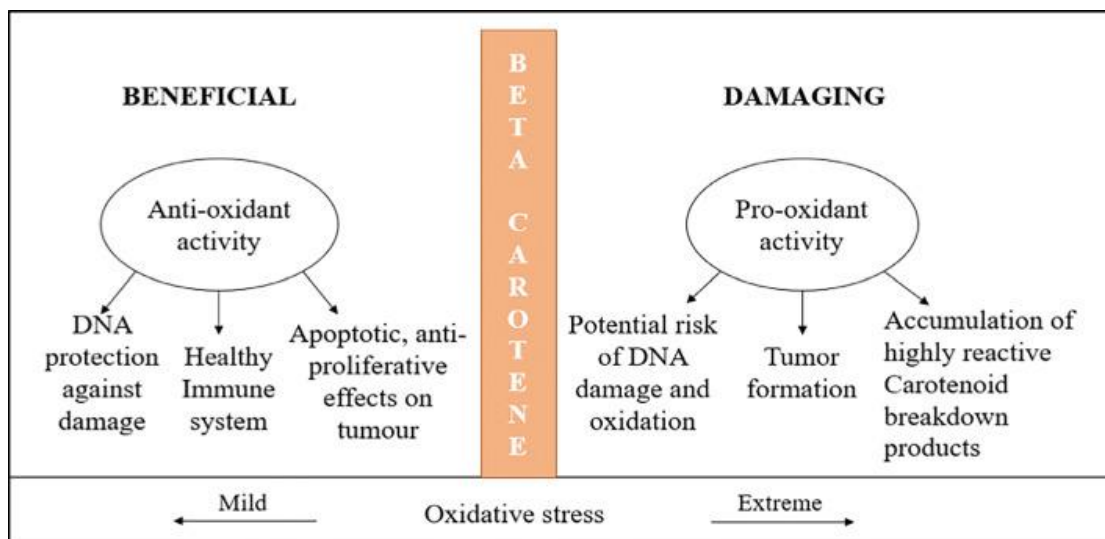 BENEFICIAL
Anti-oxidant
activity
DNA
protection
against
damage
Healthy
Immune
system
Apoptotic, anti-
proliferative
effects on
tumour
BETA CAROTENE
DAMAGING
Pro-oxidant
activity
Potential risk
of DNA
damage and
oxidation
Tumor
formation
Accumulation of
highly reactive
Carotenoid
breakdown
products
Mild
Oxidative stress
Extreme